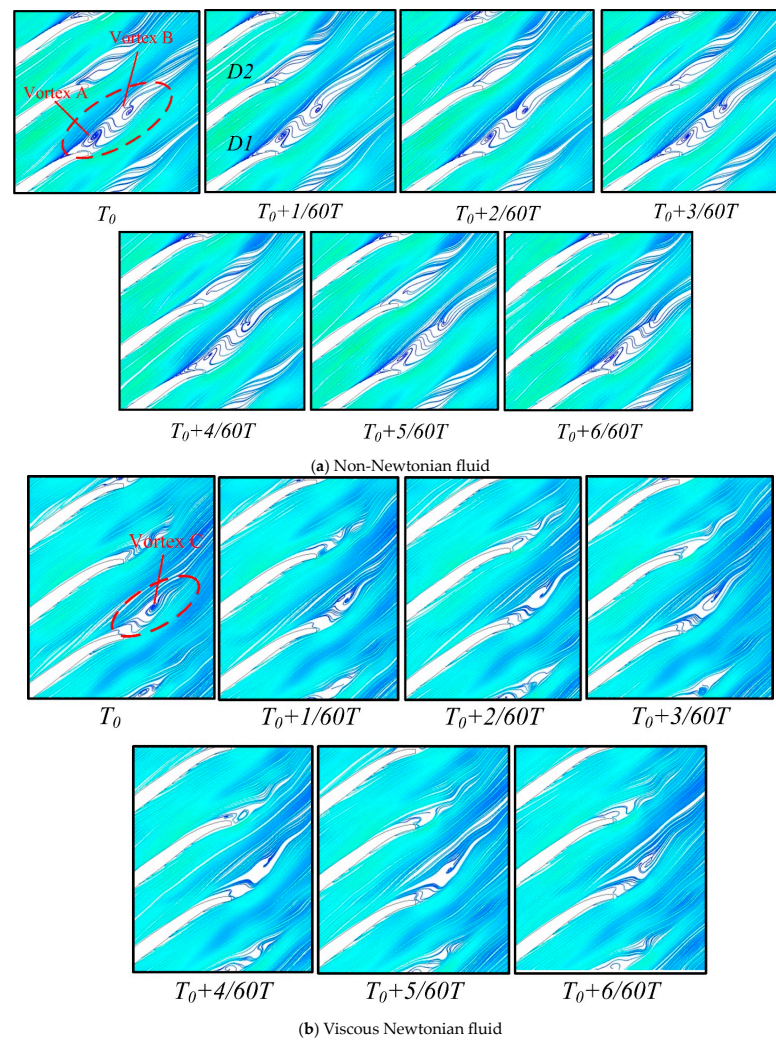 Vortex B
Vortex A
D2
D1
T0
T0+1/60T
T0+2/60T
T0+3/60T
T0+4/60T
T0+5/60T
T0+6/60T
(a) Non-Newtonian fluid
Vortex C
T0
T0+1/60T
T0+2/60T
T0+3/60T
T0+4/60T
T0+5/60T
T0+6/60T
(b) Viscous Newtonian fluid